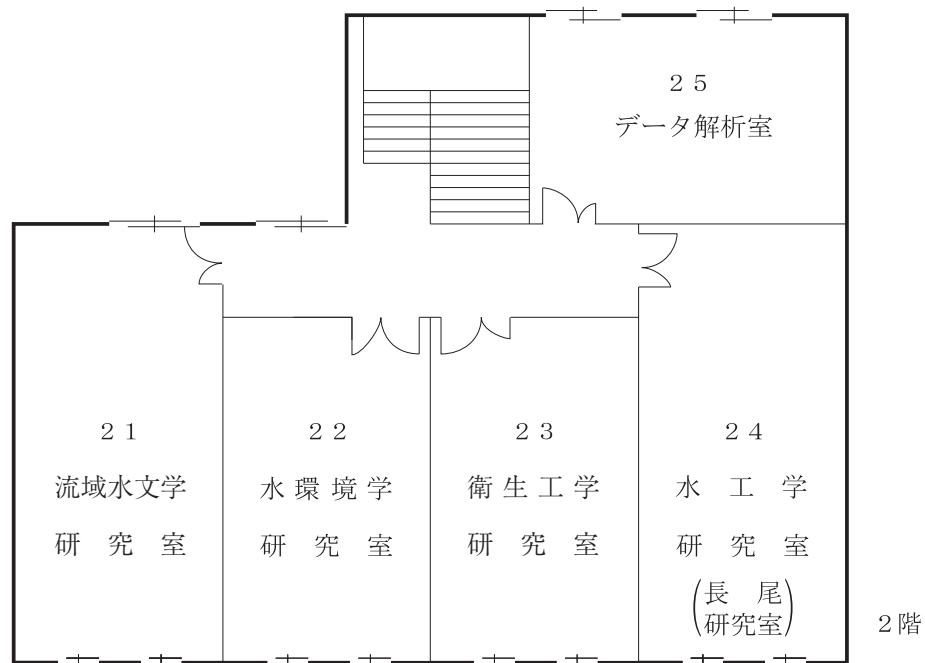 ２５
データ解析室
２１
流域水文学
研究室
２２
水環境学
研究室
２３
衛生工学
研究室
２４
水工学
研究室
(長尾
研究室)
２階